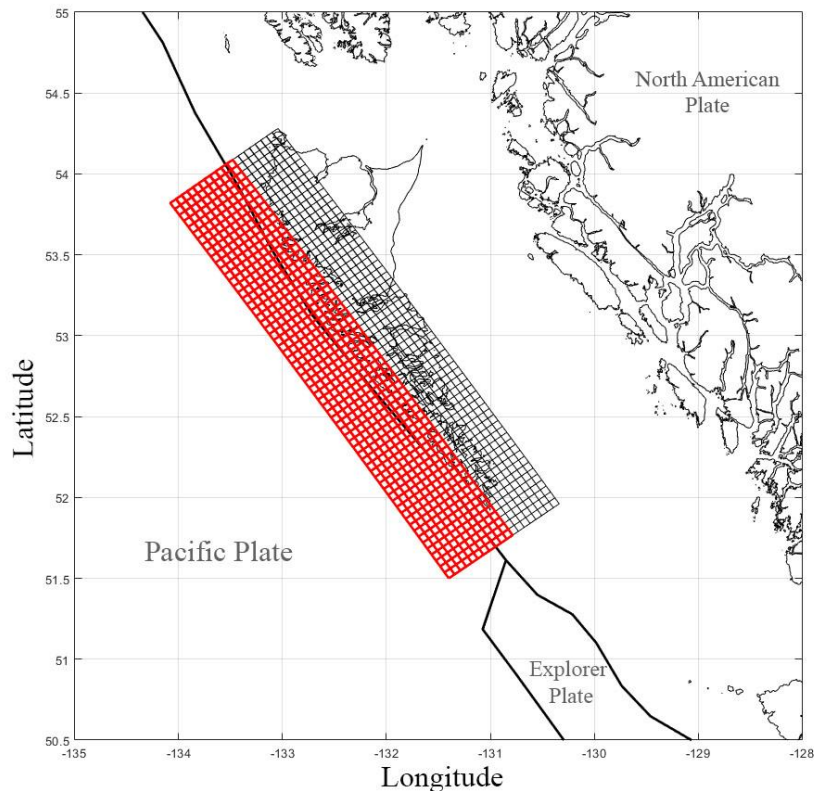 55
54.5
54
53.5
53
52.5
52
51.5
51
50.5
-135
-134
-133
-132
-131
-130
-129
-128
Latitude
Longitude
North American
Plate
Pacific Plate
Explorer
Plate